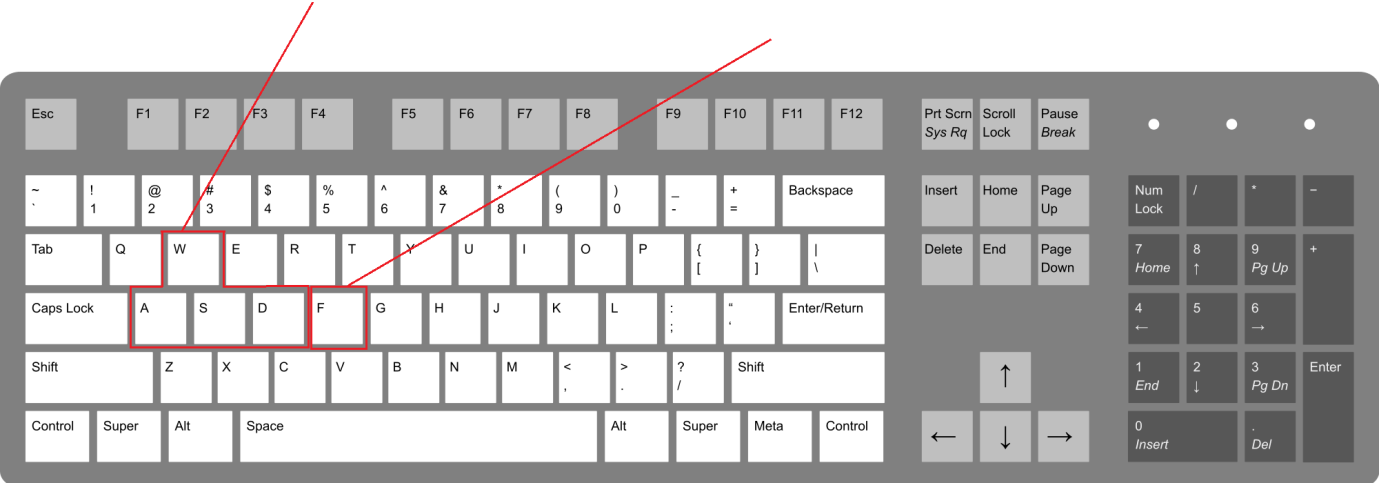 Esc F1 F2 F3 F4 F5 F6 F7 F8 F9 F10 F11 F12 Prt Scrn Scroll Pause
Sys Rq Lock Break
~ ! @ # $ % ^ & * ( ) _ + Backspace Insert Home Page Num / * −
` 1 2 3 4 5 6 7 8 9 0 - = Up Lock
Tab Q W E R T Y U I O P { } | Delete End Page 7 8 9 +
[ ] \ Down Home ↑ Pg Up
Caps Lock A S D F G H J K L : “ Enter/Return 4 5 6
; ‘ ← →
Shift Z X C V B N M < > ? Shift ↑ 1 2 3 Enter
, . / End ↓ Pg Dn
Control Super Alt Space Alt Super Meta Control ← ↓ → 0 .
Insert Del